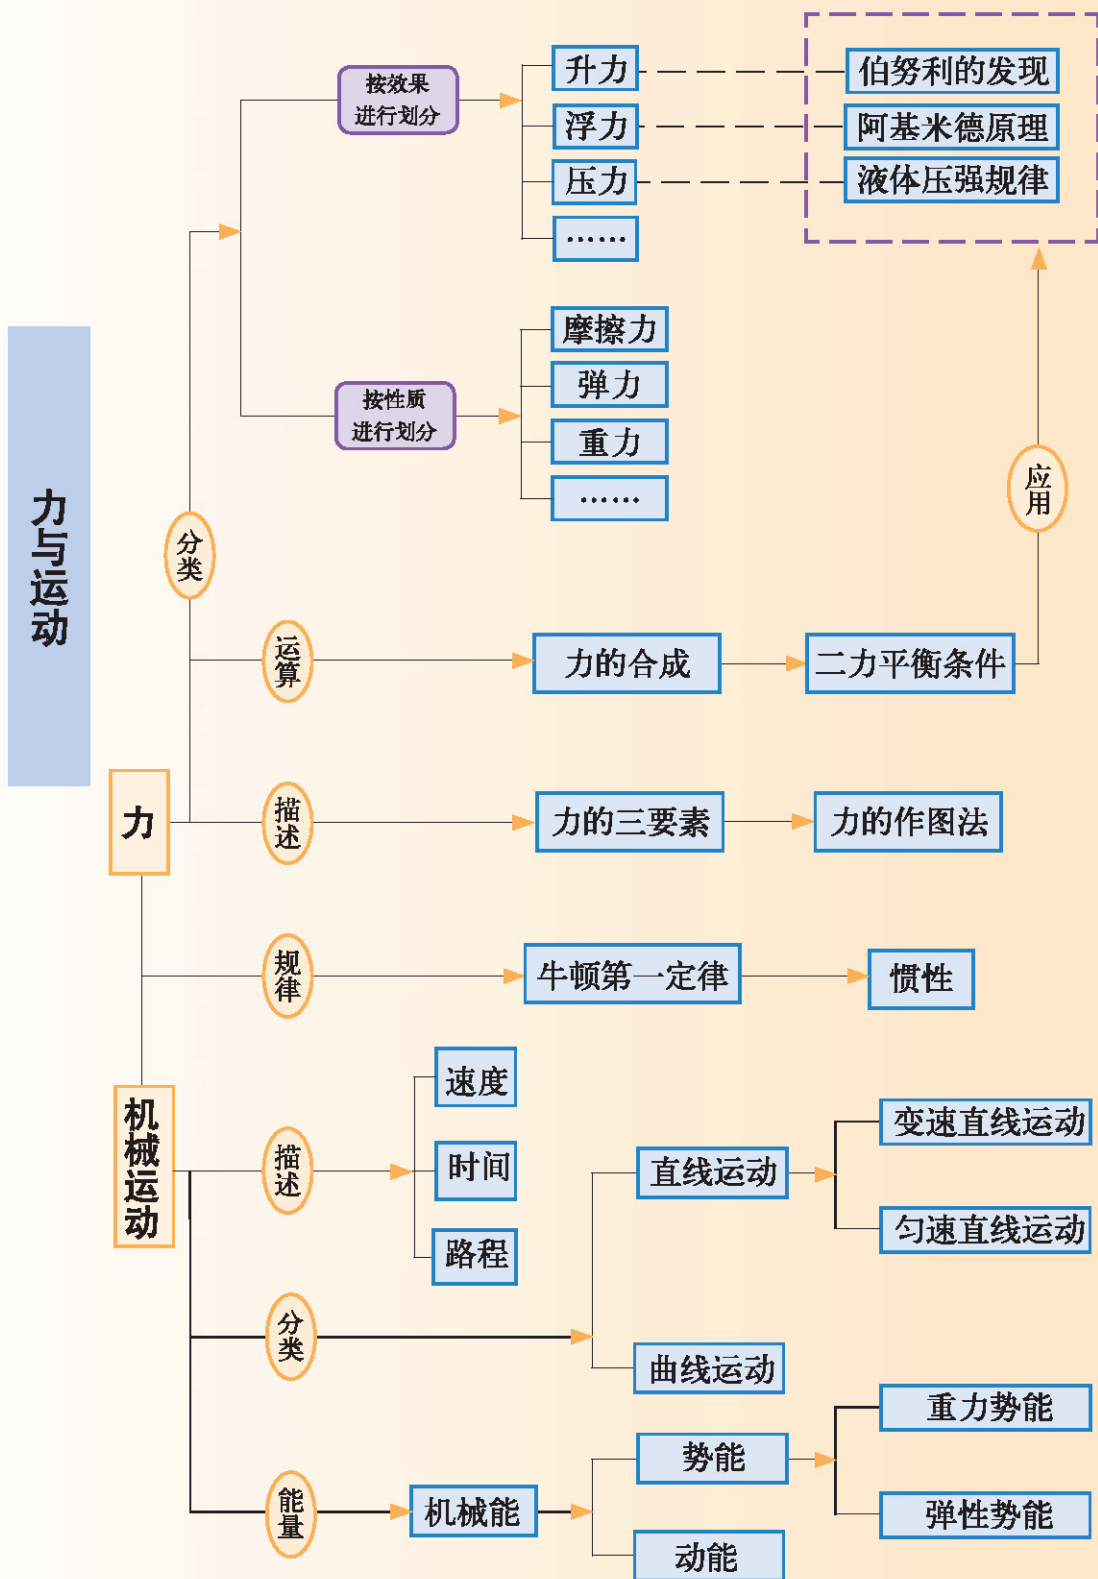 力与运动
按效果
进行划分
升力
伯努利的发现
浮力
阿基米德原理
压力
液体压强规律
……
按性质
进行划分
摩擦力
弹力
重力
……
应用
分类
运算
力的合成
二力平衡条件
力
描述
力的三要素
力的作图法
规律
牛顿第一定律
惯性
机械运动
描述
速度
时间
路程
分类
直线运动
变速直线运动
匀速直线运动
曲线运动
能量
机械能
势能
重力势能
弹性势能
动能